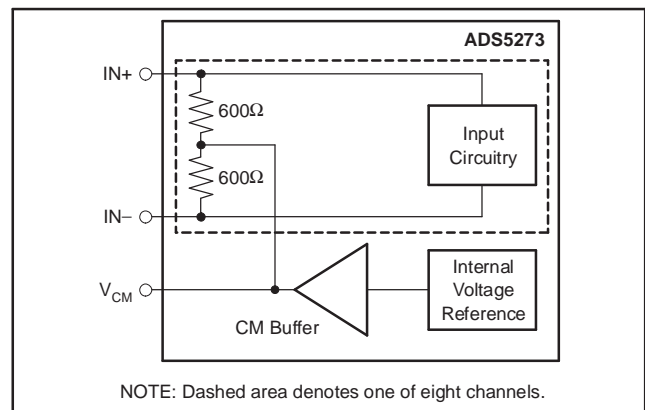 ADS5273
IN+
600Ω
600Ω
Input
Circuitry
IN−
VCM
CM Buffer
Internal
Voltage
Reference
NOTE: Dashed area denotes one of eight channels.